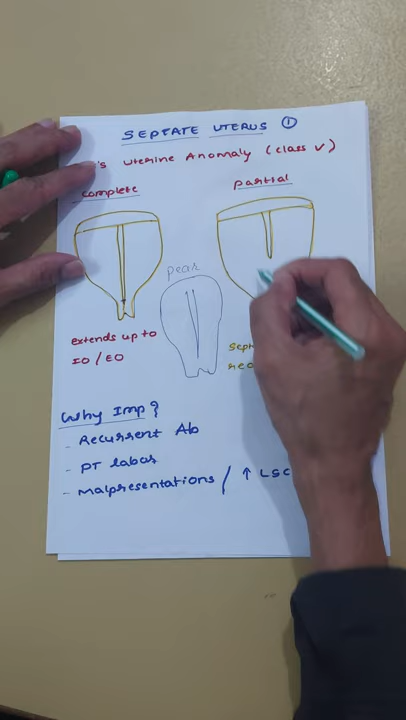 SEPTATE UTERUS ①
's Uterine Anomaly (class V)
Complete
Partial
Pear
extends up to
IO / EO
Sep
Why Imp?
- Recurrent Ab
- PT labor
- Malpresentations / ↑ LSC